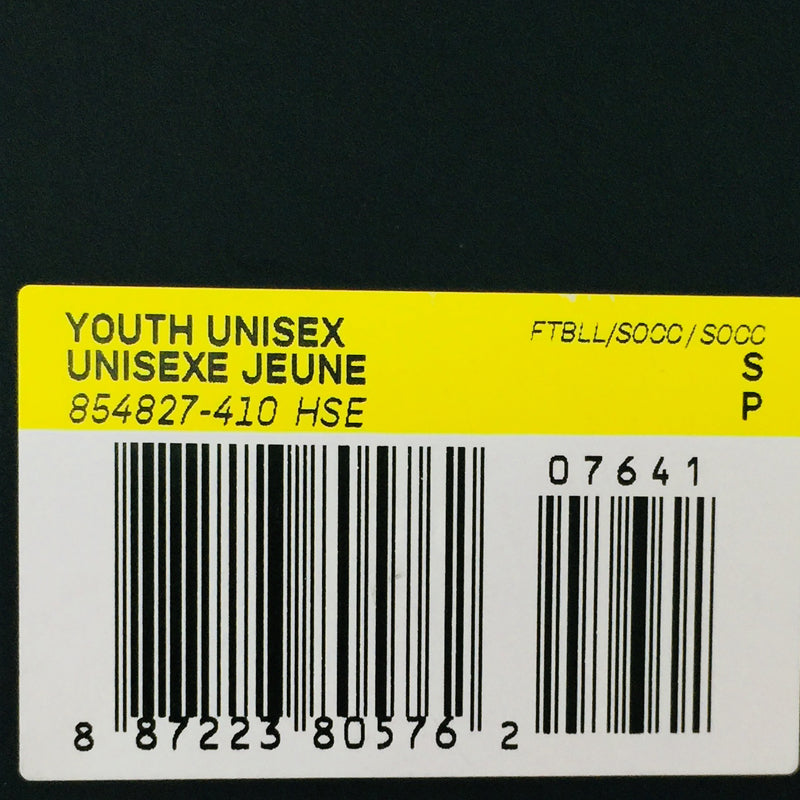 YOUTH UNISEX
UNISEXE JEUNE
854827-410 HSE
FTBLL/SOCC/SOCC
S
P
07641
8 87223 80576 2